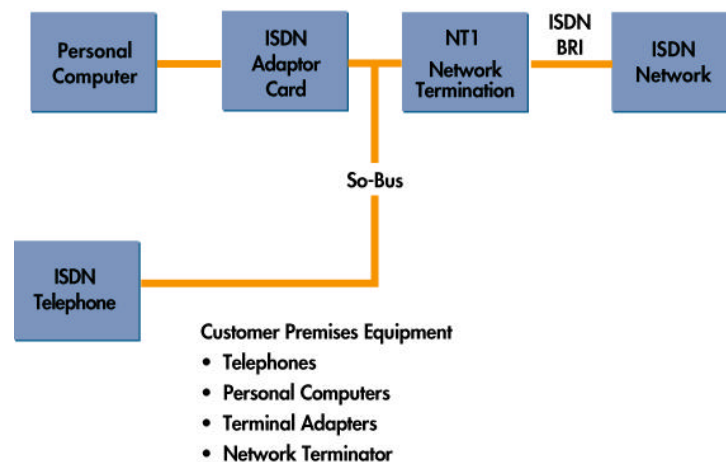 Personal
Computer
ISDN
Adaptor
Card
NT1
Network
Termination
ISDN
BRI
ISDN
Network
So-Bus
ISDN
Telephone
Customer Premises Equipment
• Telephones
• Personal Computers
• Terminal Adapters
• Network Terminator